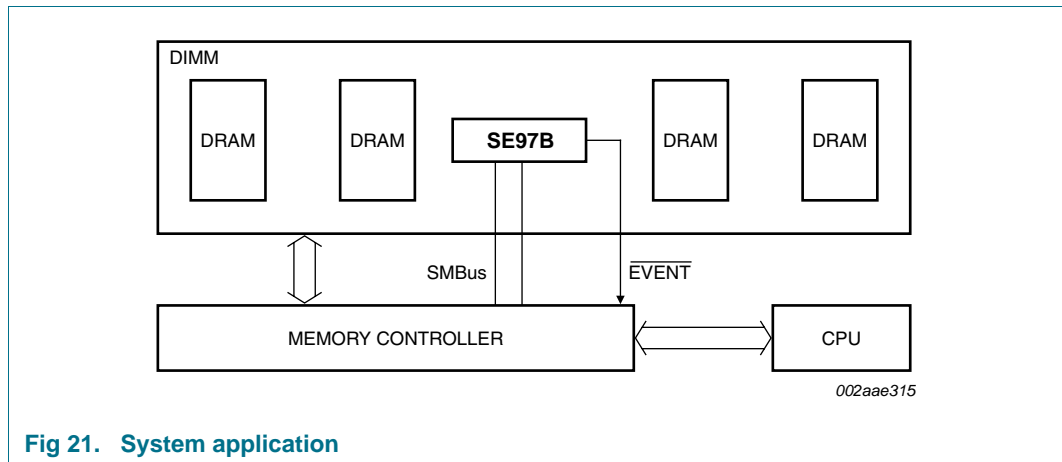 DIMM
DRAM
DRAM
SE97B
DRAM
DRAM
SMBus
EVENT
MEMORY CONTROLLER
CPU
002aae315
Fig 21. System application